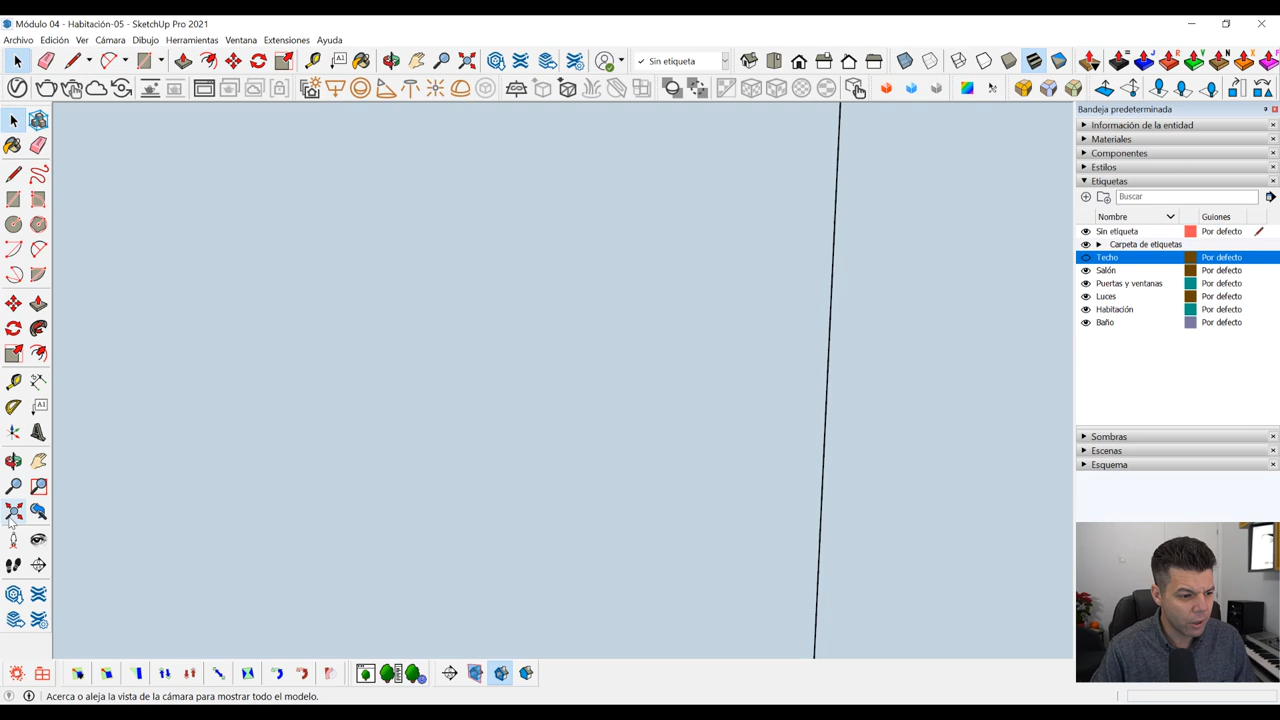 Módulo 04 - Habitación-05 - SketchUp Pro 2021
Archivo Edición Ver Cámara Dibujo Herramientas Ventana Extensiones Ayuda
Sin etiqueta
Bandeja predeterminada
Información de la entidad
Materiales
Componentes
Estilos
Etiquetas
Buscar
Nombre Guiones
Sin etiqueta Por defecto
Carpeta de etiquetas
Techo Por defecto
Salón Por defecto
Puertas y ventanas Por defecto
Luces Por defecto
Habitación Por defecto
Baño Por defecto
Sombras
Escenas
Esquema
Acerca o aleja la vista de la cámara para mostrar todo el modelo.